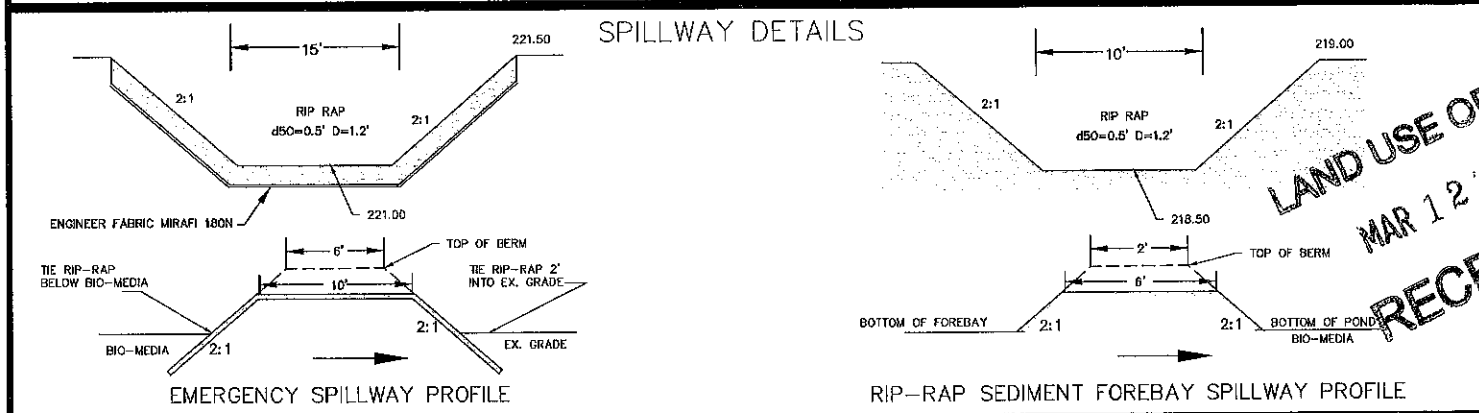 SPILLWAY DETAILS
15'
221.50
2:1
2:1
RIP RAP
d50=0.5' D=1.2'
ENGINEER FABRIC MIRAFI 180N
221.00
6'
TOP OF BERM
TIE RIP-RAP
BELOW BIO-MEDIA
10'
TIE RIP-RAP 2'
INTO EX. GRADE
2:1
2:1
BIO-MEDIA
EX. GRADE
EMERGENCY SPILLWAY PROFILE
10'
219.00
2:1
2:1
RIP RAP
d50=0.5' D=1.2'
218.50
2'
TOP OF BERM
6'
BOTTOM OF FOREBAY
2:1
2:1
BOTTOM OF POND
BIO-MEDIA
RIP-RAP SEDIMENT FOREBAY SPILLWAY PROFILE
LAND USE
MAR 12